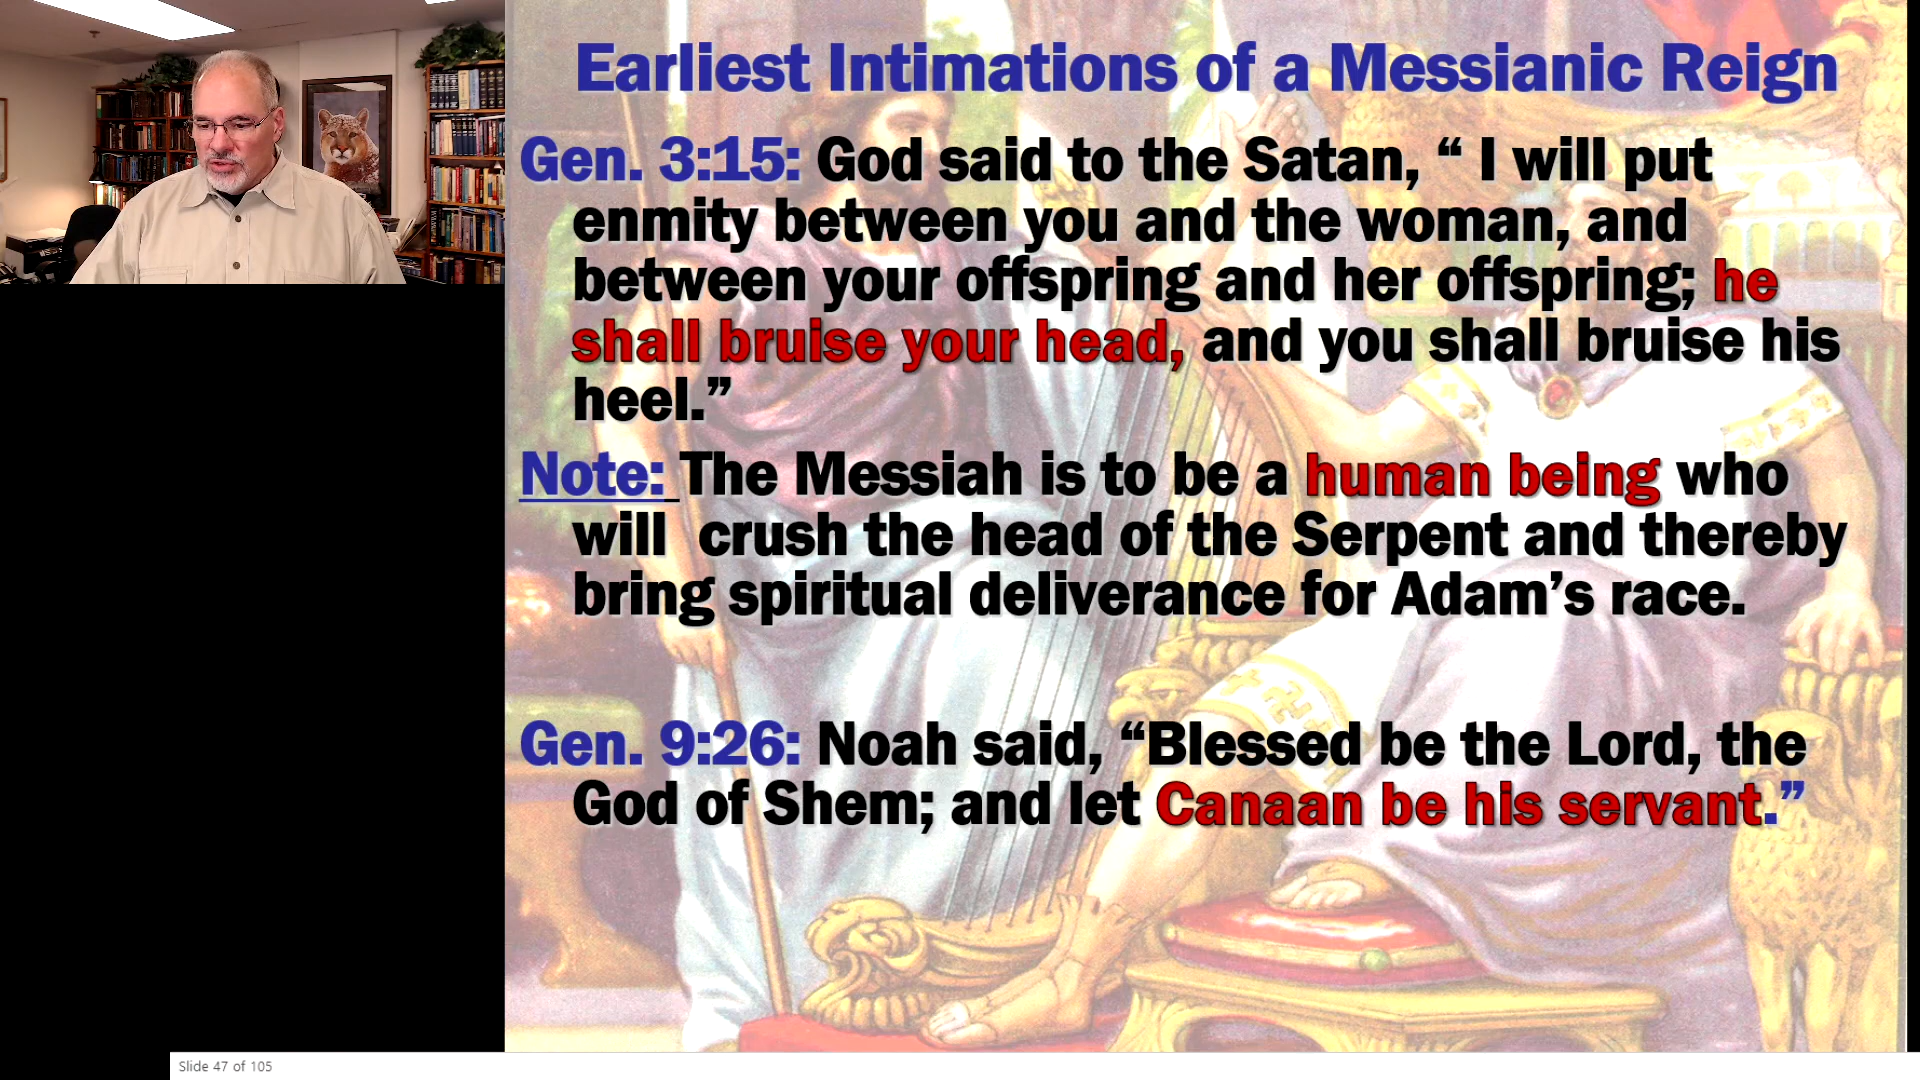 Earliest Intimations of a Messianic Reign
Gen. 3:15: God said to the Satan, “ I will put
enmity between you and the woman, and
between your offspring and her offspring; he
shall bruise your head, and you shall bruise his
heel.”
Note: The Messiah is to be a human being who
will  crush the head of the Serpent and thereby
bring spiritual deliverance for Adam’s race.
Gen. 9:26: Noah said, “Blessed be the Lord, the
God of Shem; and let Canaan be his servant.”
Slide 47 of 105